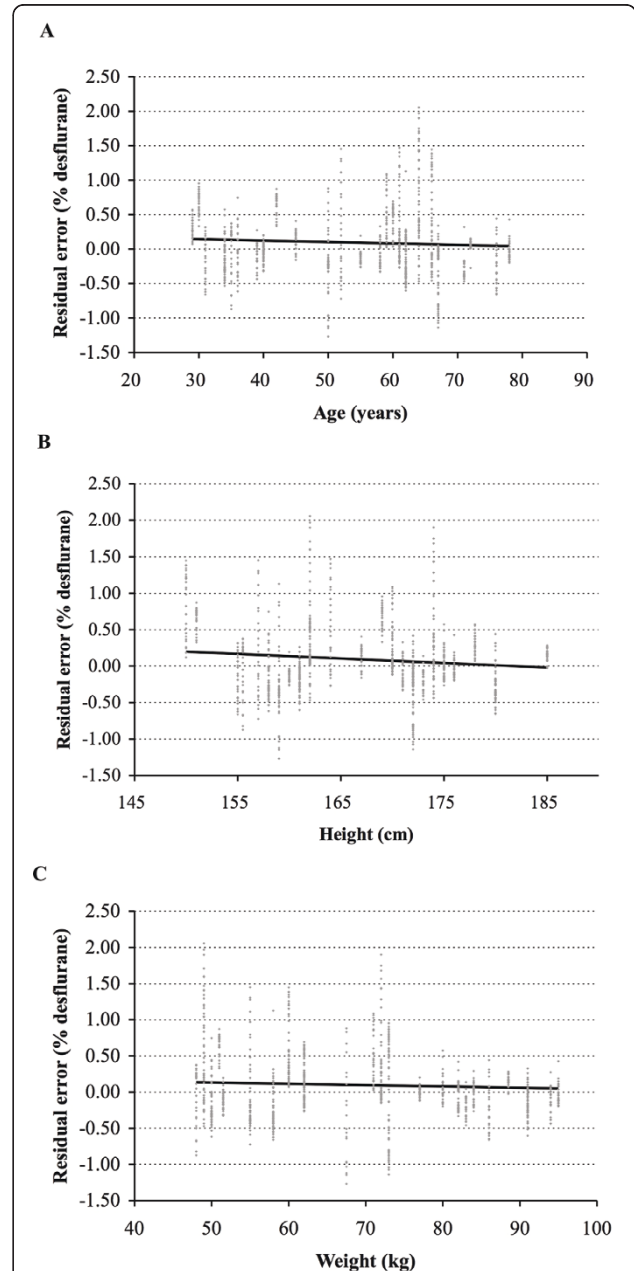 A
2.50
2.00
1.50
1.00
0.50
0.00
-0.50
-1.00
-1.50
Residual error (% desflurane)
20 30 40 50 60 70 80 90
Age (years)
B
2.50
2.00
1.50
1.00
0.50
0.00
-0.50
-1.00
-1.50
Residual error (% desflurane)
145 155 165 175 185
Height (cm)
C
2.50
2.00
1.50
1.00
0.50
0.00
-0.50
-1.00
-1.50
Residual error (% desflurane)
40 50 60 70 80 90 100
Weight (kg)